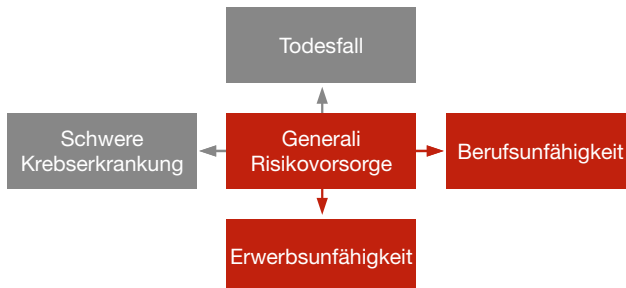 Todesfall
Schwere
Krebserkrankung
Generali
Risikovorsorge
Berufsunfähigkeit
Erwerbsunfähigkeit